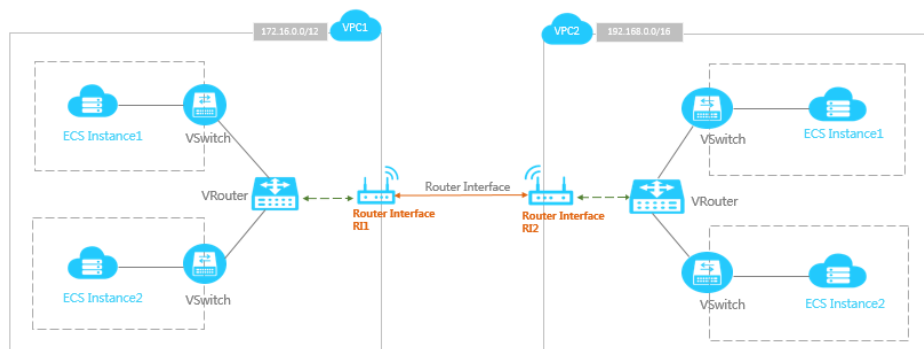 172.16.0.0/12
VPC1
VPC2
192.168.0.0/16
ECS Instance1
VSwitch
VRouter
Router Interface
RI1
Router Interface
Router Interface
RI2
ECS Instance2
VSwitch
VSwitch
ECS Instance1
VRouter
VSwitch
ECS Instance2